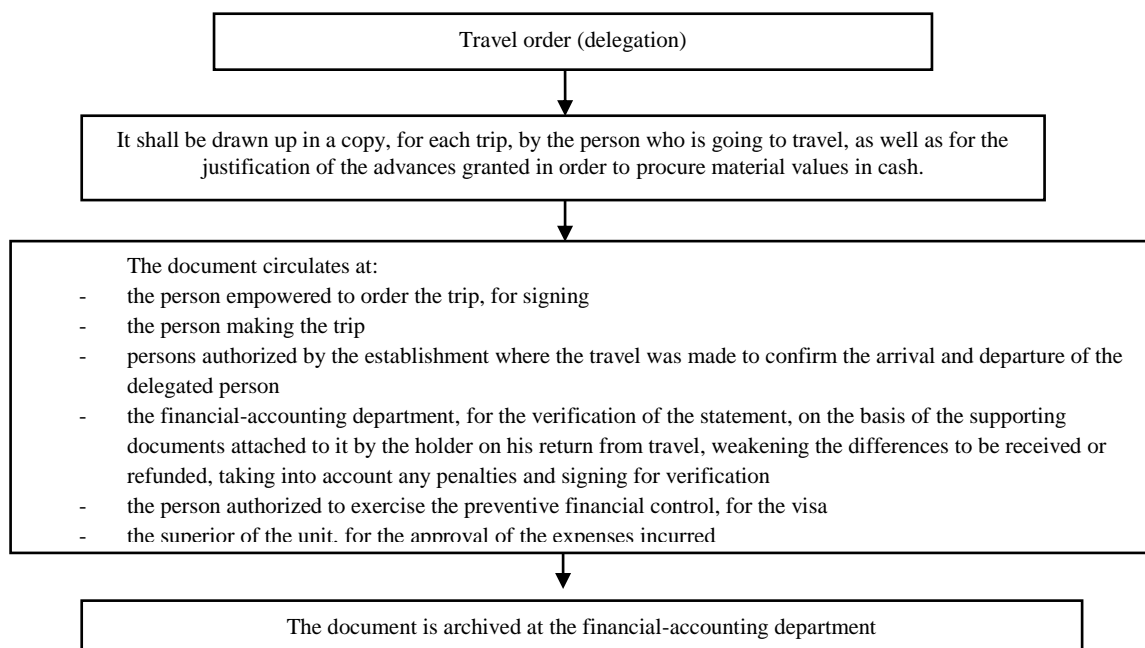 Travel order (delegation)
It shall be drawn up in a copy, for each trip, by the person who is going to travel, as well as for the
justification of the advances granted in order to procure material values in cash.
The document circulates at:
- the person empowered to order the trip, for signing
- the person making the trip
- persons authorized by the establishment where the travel was made to confirm the arrival and departure of the
delegated person
- the financial-accounting department, for the verification of the statement, on the basis of the supporting
documents attached to it by the holder on his return from travel, weakening the differences to be received or
refunded, taking into account any penalties and signing for verification
- the person authorized to exercise the preventive financial control, for the visa
- the superior of the unit, for the approval of the expenses incurred
The document is archived at the financial-accounting department